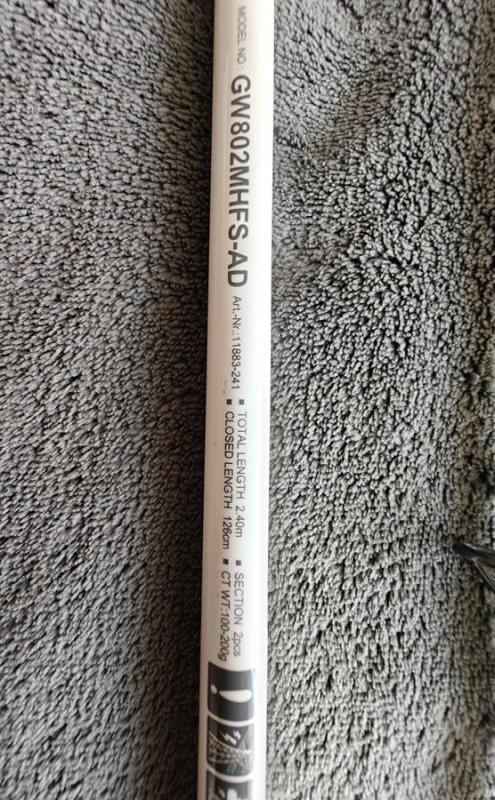 MODEL NO : GW802MHFS-AD Art.-Nr.:11883-241
■ TOTAL LENGTH 2.40m ■ SECTION 2pcs
■ CLOSED LENGTH 126cm ■ CT WT:100-200g